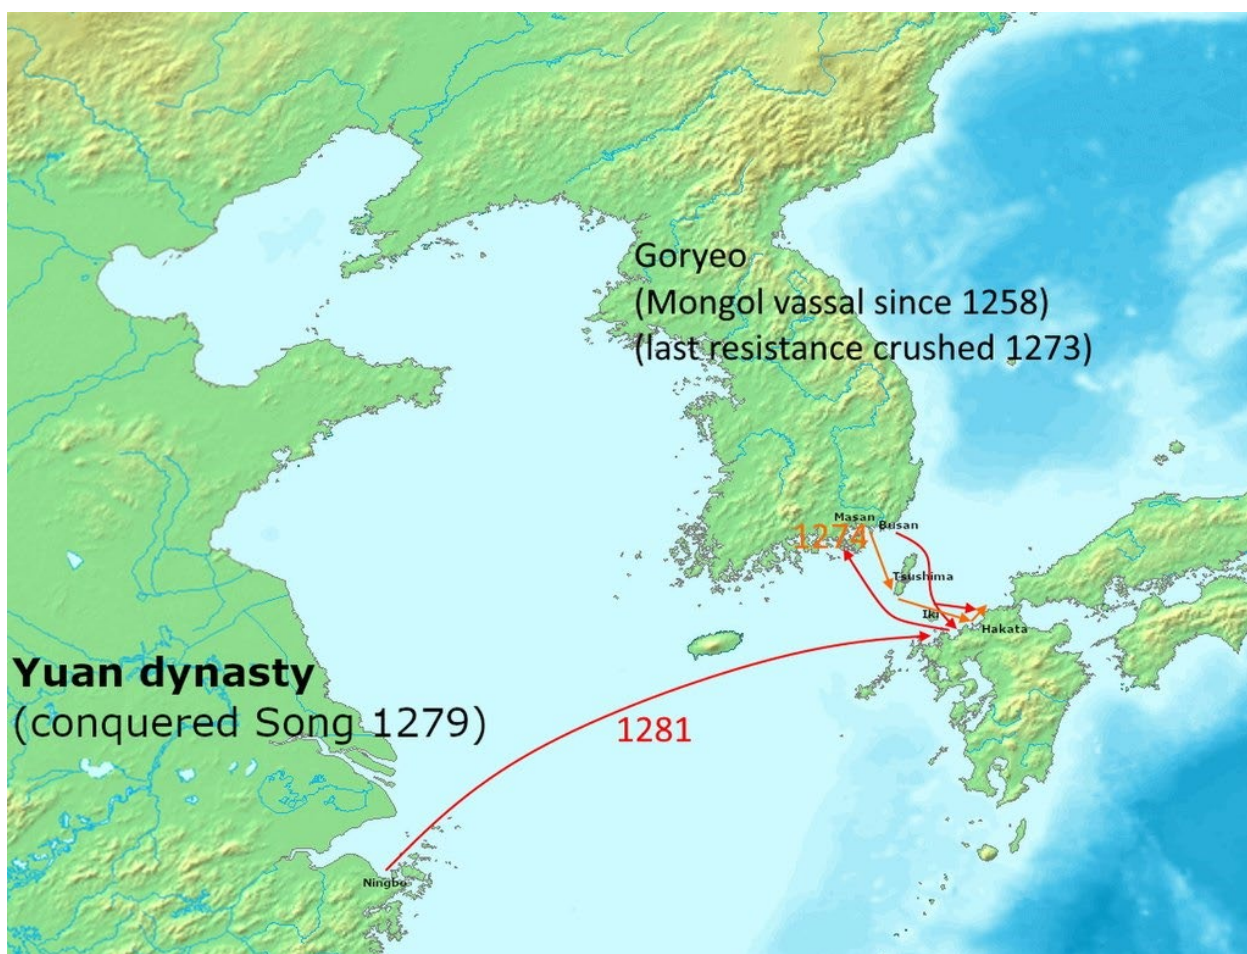 Goryeo
(Mongol vassal since 1258)
(last resistance crushed 1273)
Masan
Busan
1274
Tsushima
Iki
Hakata
Yuan dynasty
(conquered Song 1279)
1281
Ningbo